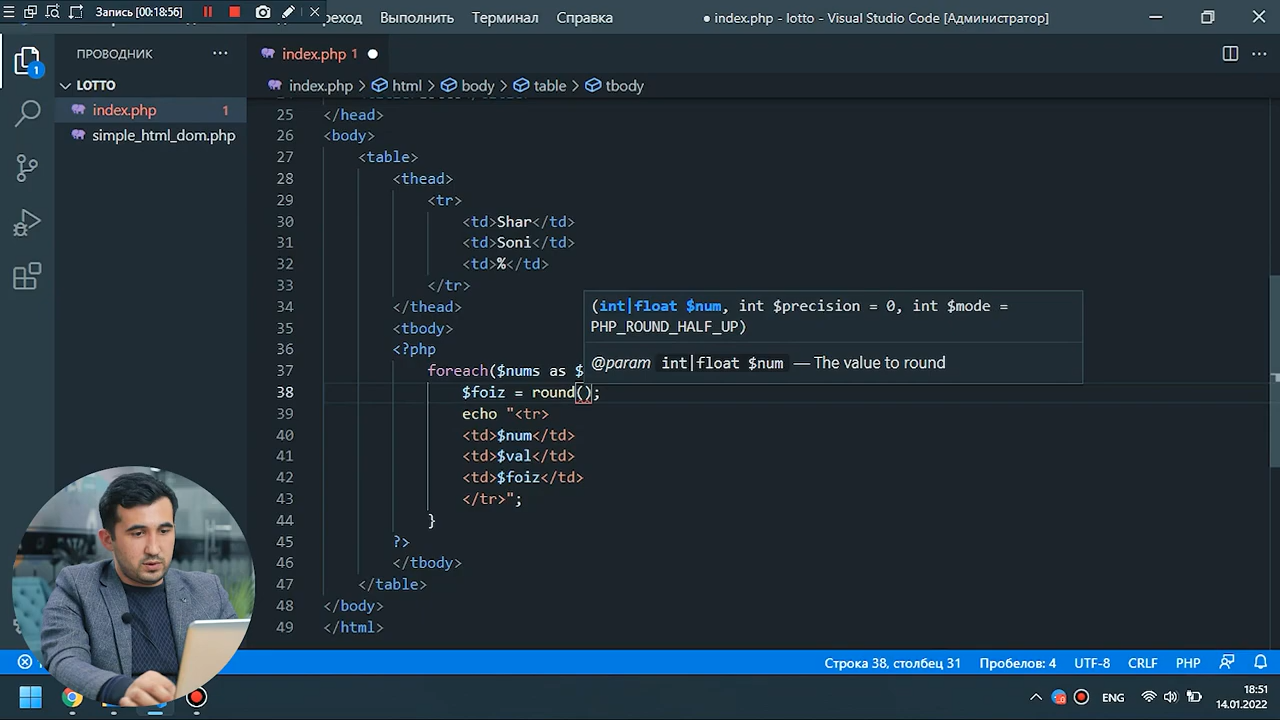 Запись [00:18:56]
реход Выполнить Терминал Справка
● index.php - lotto - Visual Studio Code [Администратор]
ПРОВОДНИК ···
index.php 1 ●
LOTTO
index.php > html > body > table > tbody
index.php 1
simple_html_dom.php
1
25 </head>
26 <body>
27 <table>
28 <thead>
29 <tr>
30 <td>Shar</td>
31 <td>Soni</td>
32 <td>%</td>
33 </tr>
34 </thead>
35 <tbody>
36 <?php
37 foreach($nums as $
38 $foiz = round();
39 echo "<tr>
40 <td>$num</td>
41 <td>$val</td>
42 <td>$foiz</td>
43 </tr>";
44 }
45 ?>
46 </tbody>
47 </table>
48 </body>
49 </html>
(int|float $num, int $precision = 0, int $mode =
PHP_ROUND_HALF_UP)
@param int|float $num — The value to round
Строка 38, столбец 31 Пробелов: 4 UTF-8 CRLF PHP
ENG
18:51
14.01.2022